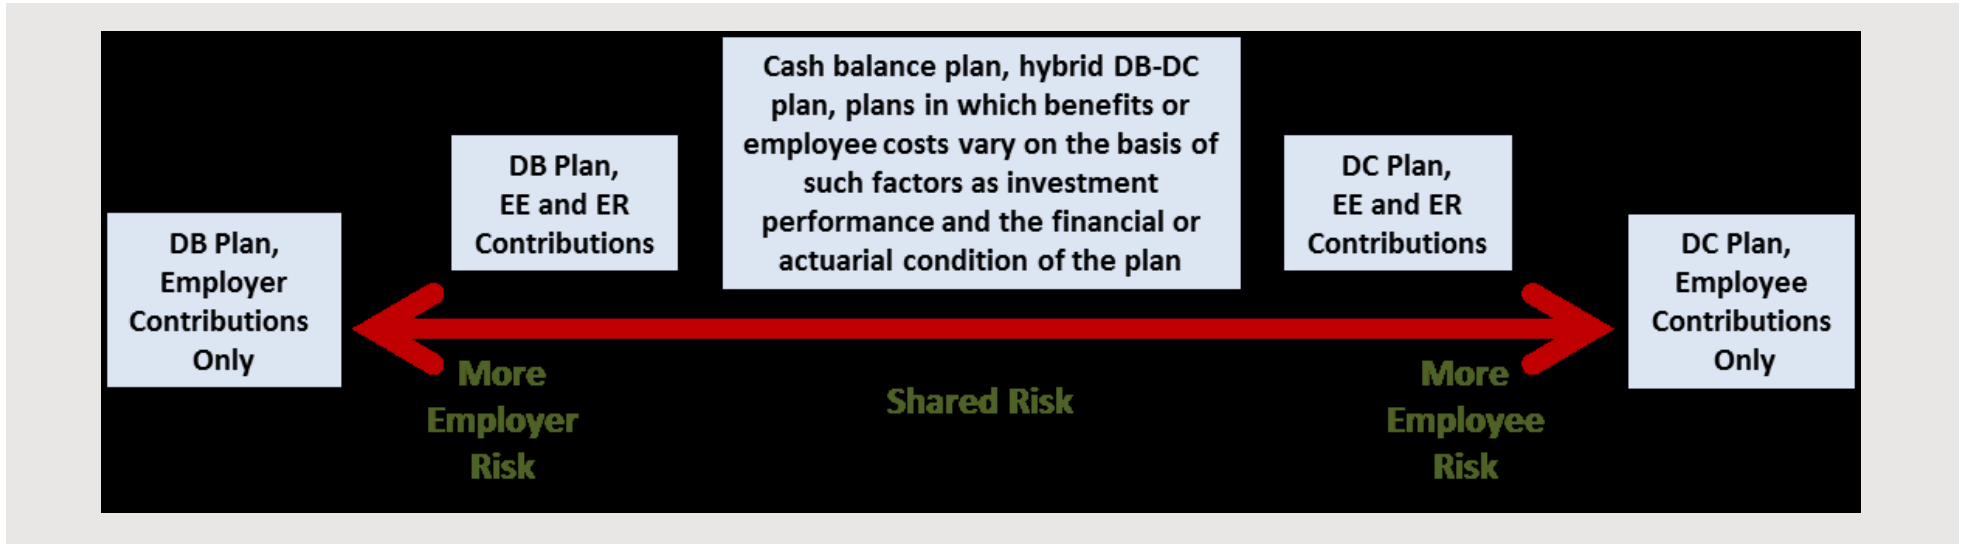 DB Plan,
Employer
Contributions
Only
DB Plan,
EE and ER
Contributions
Cash balance plan, hybrid DB-DC
plan, plans in which benefits or
employee costs vary on the basis of
such factors as investment
performance and the financial or
actuarial condition of the plan
DC Plan,
EE and ER
Contributions
DC Plan,
Employee
Contributions
Only
More
Employer
Risk
Shared Risk
More
Employee
Risk